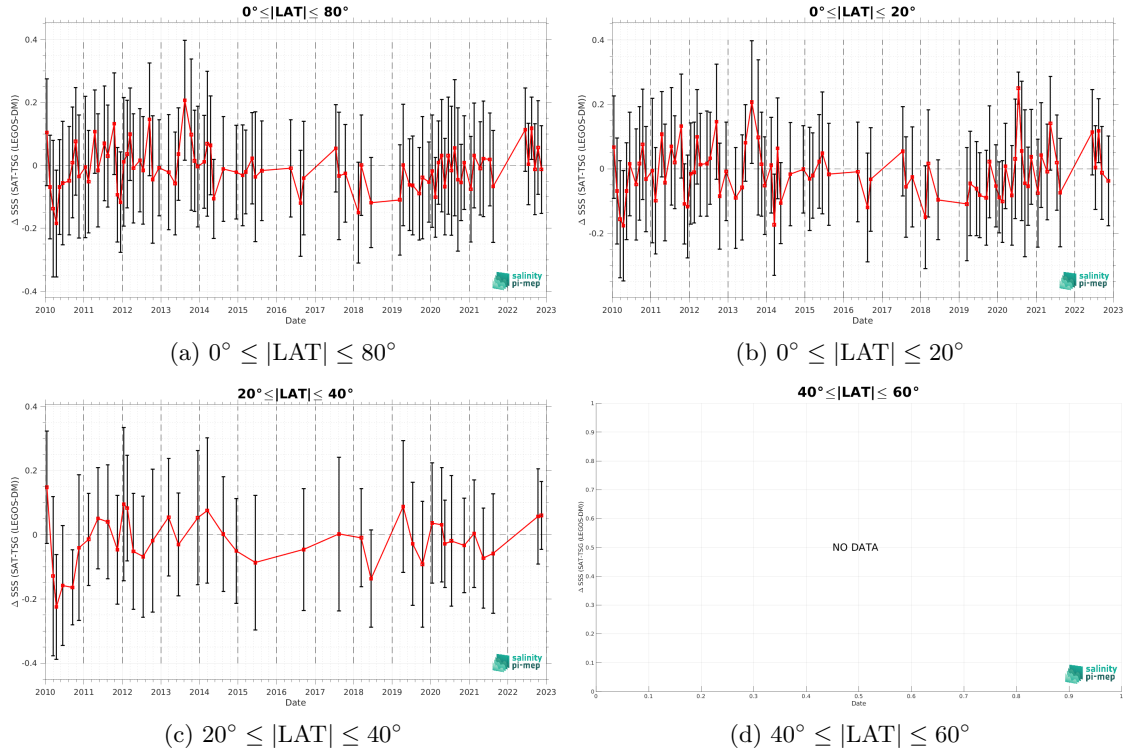 0°≤|LAT|≤ 80°
Δ SSS (SAT-TSG (LEGOS-DM))
0.4
0.2
0
-0.2
-0.4
2010 2011 2012 2013 2014 2015 2016 2017 2018 2019 2020 2021 2022 2023
Date
salinity
pi-mep
(a) 0° ≤ |LAT| ≤ 80°
0°≤|LAT|≤ 20°
Δ SSS (SAT-TSG (LEGOS-DM))
0.4
0.2
0
-0.2
2010 2011 2012 2013 2014 2015 2016 2017 2018 2019 2020 2021 2022 2023
Date
salinity
pi-mep
(b) 0° ≤ |LAT| ≤ 20°
20°≤|LAT|≤ 40°
Δ SSS (SAT-TSG (LEGOS-DM))
0.4
0.2
0
-0.2
-0.4
2010 2011 2012 2013 2014 2015 2016 2017 2018 2019 2020 2021 2022 2023
Date
salinity
pi-mep
(c) 20° ≤ |LAT| ≤ 40°
40°≤|LAT|≤ 60°
Δ SSS (SAT-TSG (LEGOS-DM))
1
0.9
0.8
0.7
0.6
0.5
0.4
0.3
0.2
0.1
0
NO DATA
0 0.1 0.2 0.3 0.4 0.5 0.6 0.7 0.8 0.9 1
Date
salinity
pi-mep
(d) 40° ≤ |LAT| ≤ 60°